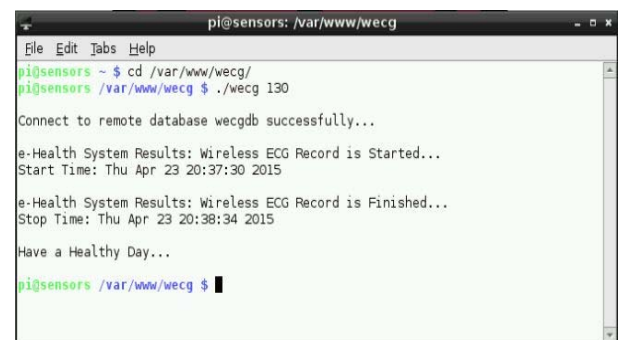 pi@sensors: /var/www/wecg
File Edit Tabs Help
pi@sensors ~ $ cd /var/www/wecg/
pi@sensors /var/www/wecg $ ./wecg 130
Connect to remote database wecgdb successfully...
e-Health System Results: Wireless ECG Record is Started...
Start Time: Thu Apr 23 20:37:30 2015
e-Health System Results: Wireless ECG Record is Finished...
Stop Time: Thu Apr 23 20:38:34 2015
Have a Healthy Day...
pi@sensors /var/www/wecg $